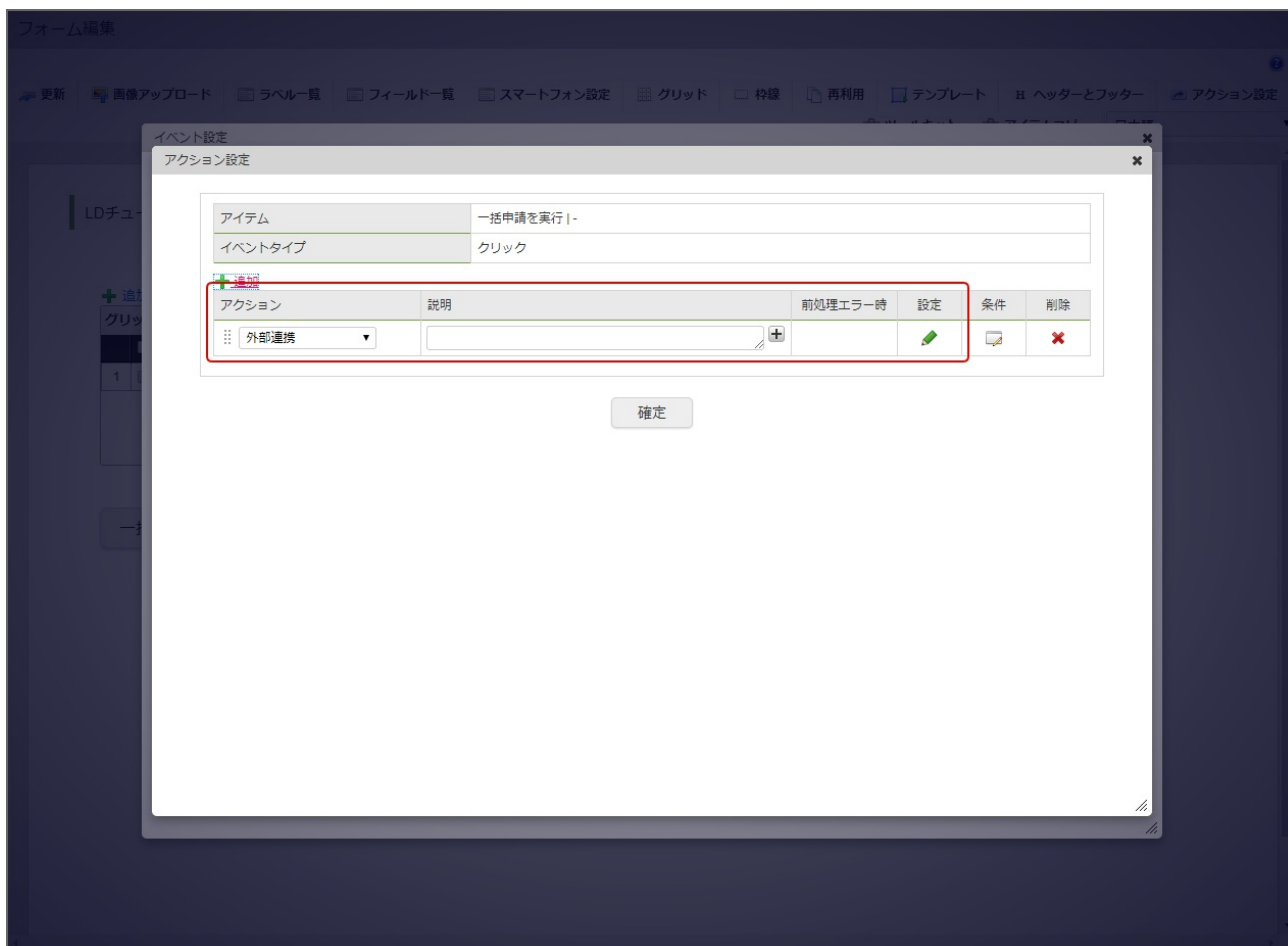 フォーム編集
更新 画像アップロード ラベル一覧 フィールド一覧 スマートフォン設定 グリッド 枠線 再利用 テンプレート H ヘッダーとフッター アクション設定
イベント設定
アクション設定
LDチュー
アイテム 一括申請を実行 | -
イベントタイプ クリック
追加
追加
グリッ
アクション 説明 前処理エラー時 設定 条件 削除
外部連携
1
確定
一括